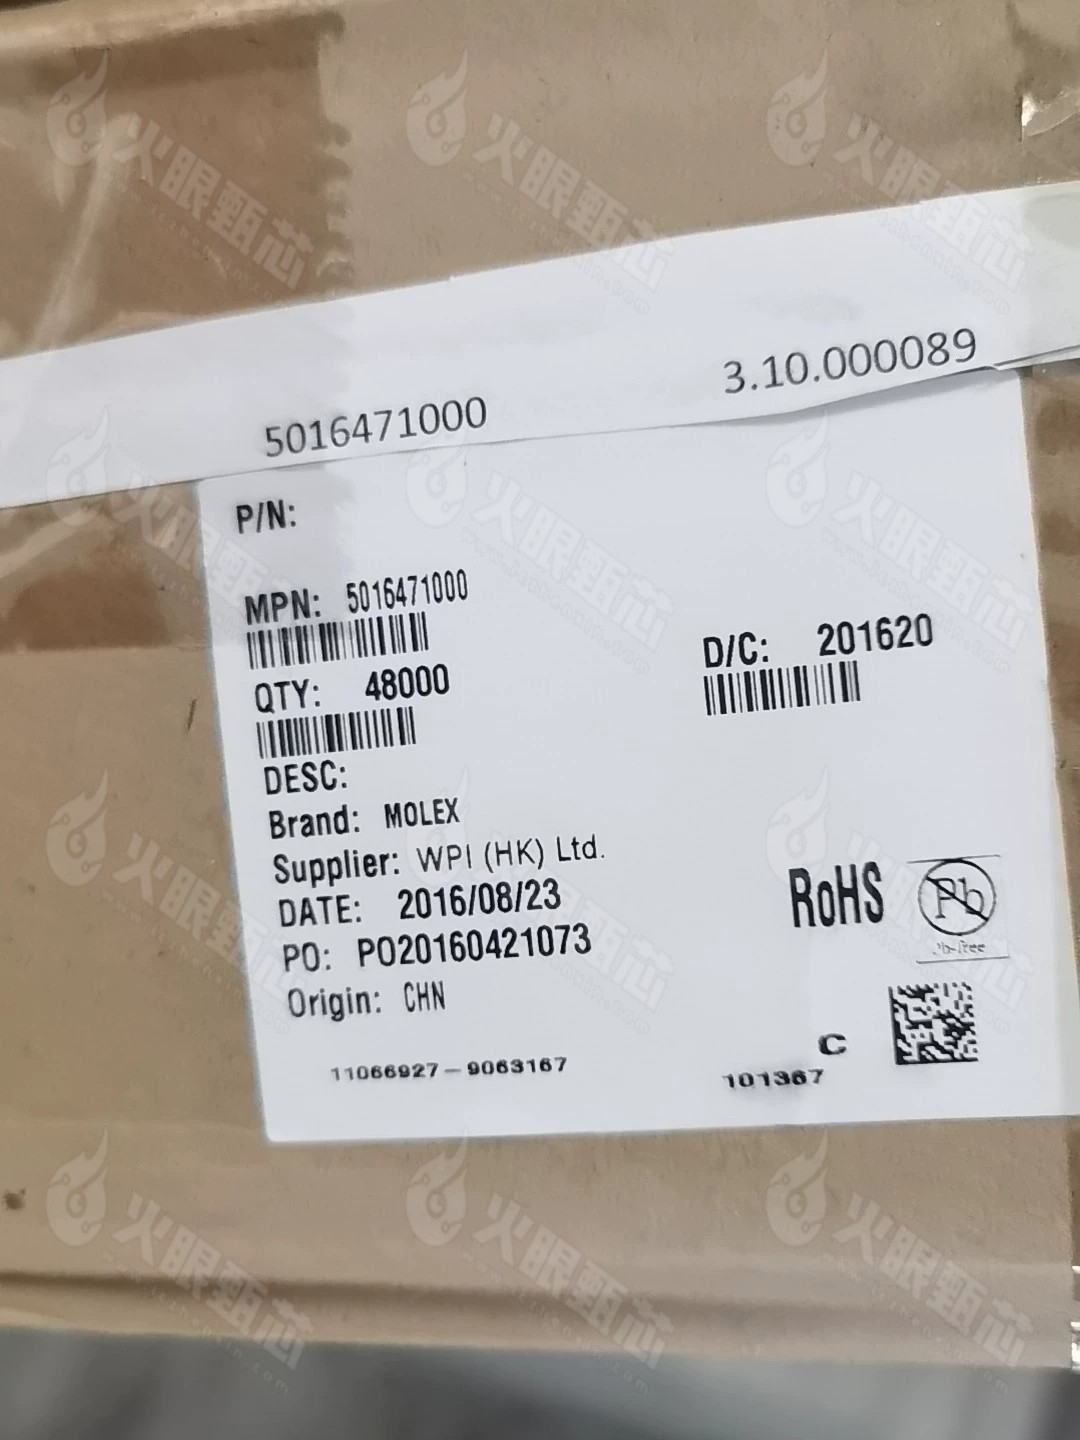 3.10.000089
5016471000
P/N:
MPN: 5016471000
D/C: 201620
QTY: 48000
DESC:
Brand: MOLEX
Supplier: WPI (HK) Ltd.
DATE: 2016/08/23
RoHS
Pb
Pb-free
PO: PO20160421073
Origin: CHN
C
11066927-9063167
101367
火眼甄芯